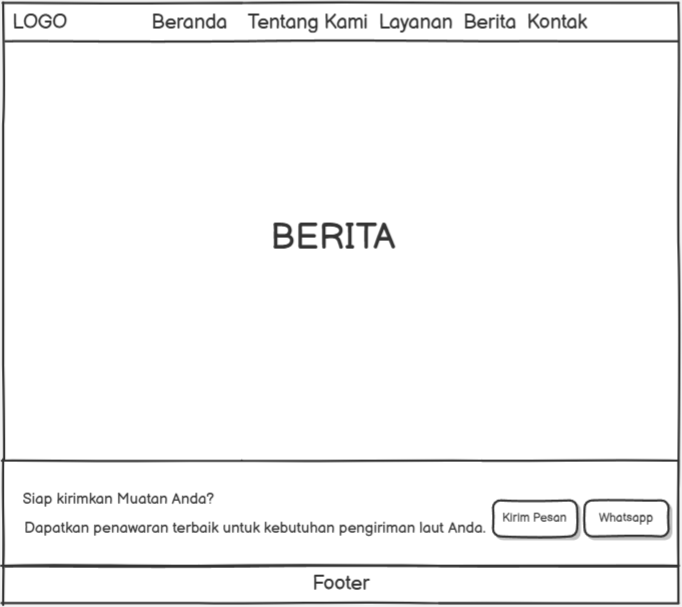 LOGO Beranda Tentang Kami Layanan Berita Kontak
BERITA
Siap kirimkan Muatan Anda?
Dapatkan penawaran terbaik untuk kebutuhan pengiriman laut Anda.
Kirim Pesan Whatsapp
Footer